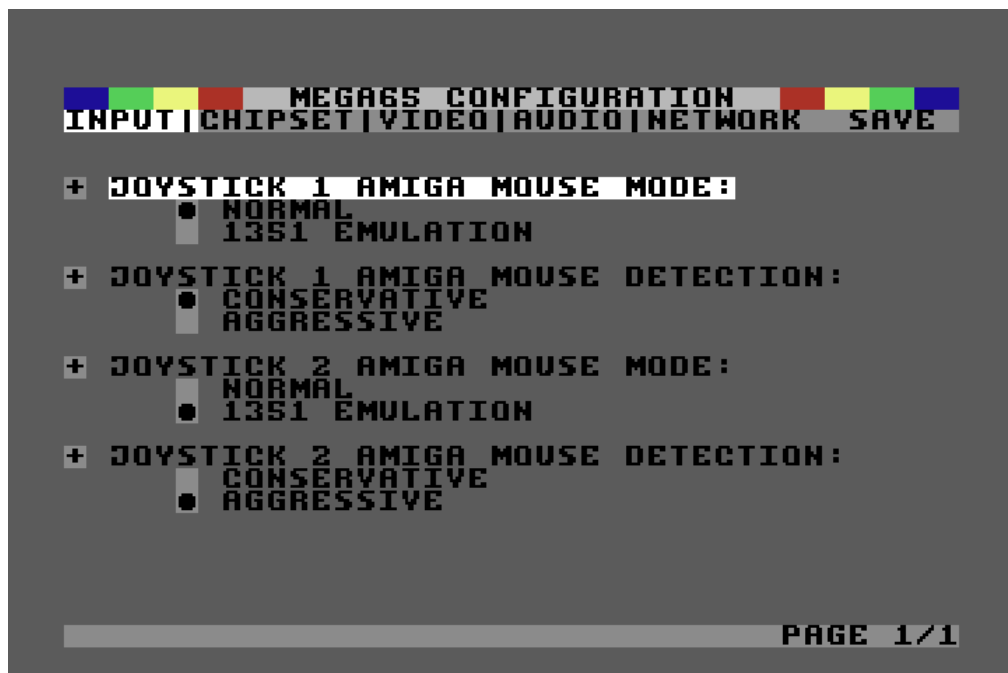 MEGA65 CONFIGURATION
INPUT|CHIPSET|VIDEO|AUDIO|NETWORK SAVE
+ JOYSTICK 1 AMIGA MOUSE MODE:
● NORMAL
1351 EMULATION
+ JOYSTICK 1 AMIGA MOUSE DETECTION:
● CONSERVATIVE
AGGRESSIVE
+ JOYSTICK 2 AMIGA MOUSE MODE:
NORMAL
● 1351 EMULATION
+ JOYSTICK 2 AMIGA MOUSE DETECTION:
CONSERVATIVE
● AGGRESSIVE
PAGE 1/1